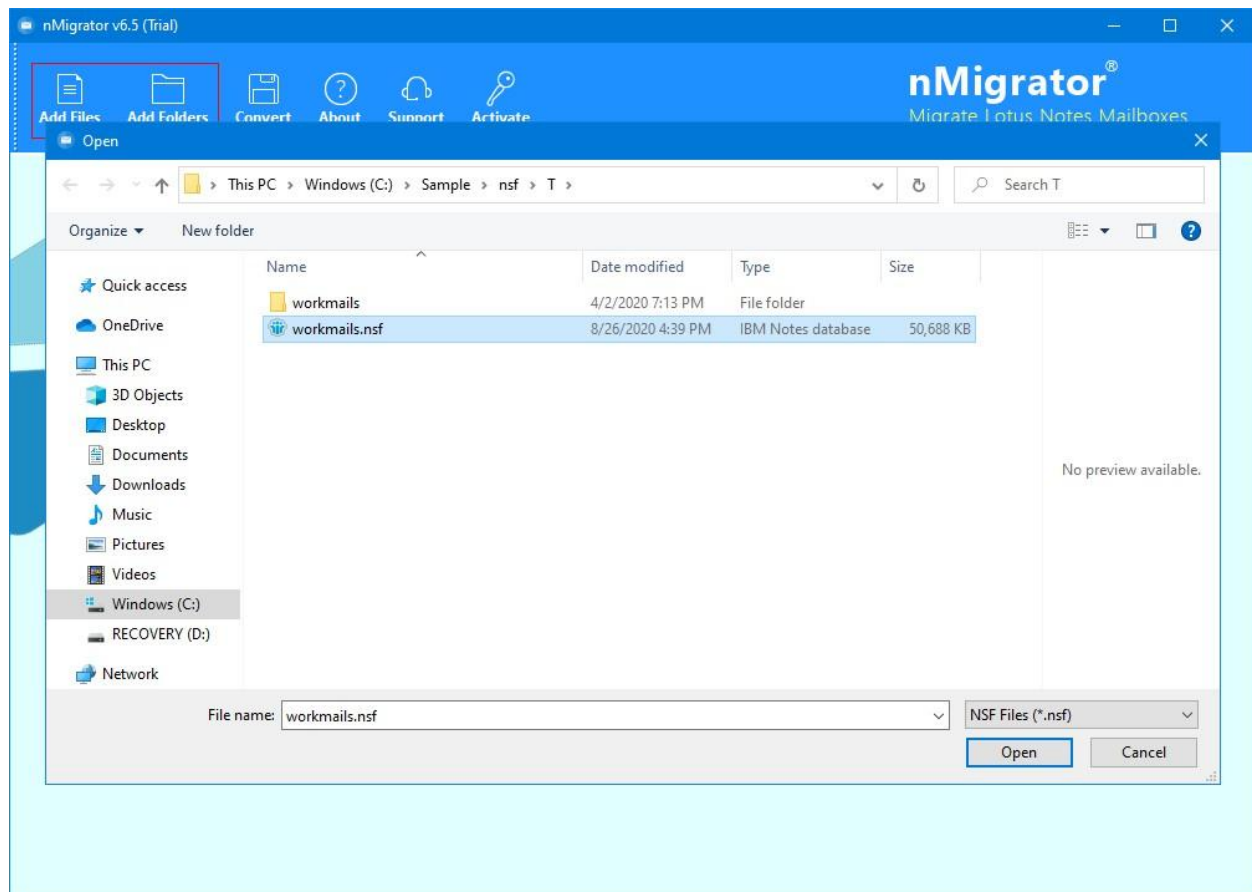 nMigrator v6.5 (Trial)
Add Files Add Folders Convert About Support Activate
nMigrator®
Migrate Lotus Notes Mailboxes
Open
This PC > Windows (C:) > Sample > nsf > T >
Search T
Organize New folder
Name Date modified Type Size
workmails 4/2/2020 7:13 PM File folder
workmails.nsf 8/26/2020 4:39 PM IBM Notes database 50,688 KB
Quick access
OneDrive
This PC
3D Objects
Desktop
Documents
Downloads
Music
Pictures
Videos
Windows (C:)
RECOVERY (D:)
Network
No preview available.
File name: workmails.nsf NSF Files (*.nsf)
Open Cancel